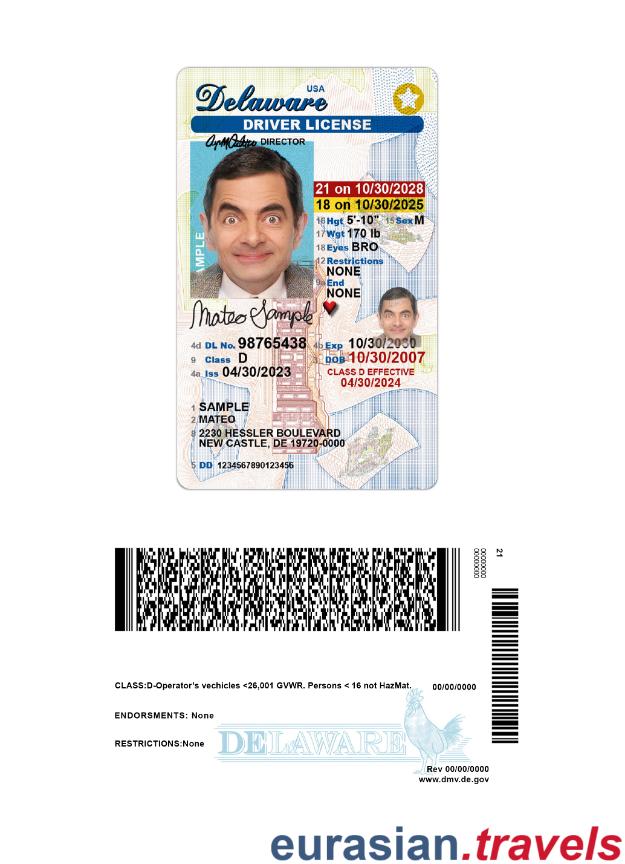 USA
Delaware
DRIVER LICENSE
DIRECTOR
21 on 10/30/2028
18 on 10/30/2025
16 Hgt 5'-10" 15 Sex M
17 Wgt 170 lb
18 Eyes BRO
12 Restrictions
NONE
9a End
NONE
AMPLE
Mateo Sample
4d DL No. 98765438 4b Exp 10/30/2030
9 Class D 3 DOB 10/30/2007
4a Iss 04/30/2023 CLASS D EFFECTIVE
04/30/2024
1 SAMPLE
2 MATEO
8 2230 HESSLER BOULEVARD
NEW CASTLE, DE 19720-0000
5 DD 1234567890123456
00000000
00000000
21
CLASS:D-Operator's vechicles <26,001 GVWR. Persons < 16 not HazMat. 00/00/0000
ENDORSMENTS: None
DELAWARE
RESTRICTIONS:None
Rev 00/00/0000
www.dmv.de.gov
eurasian.travels